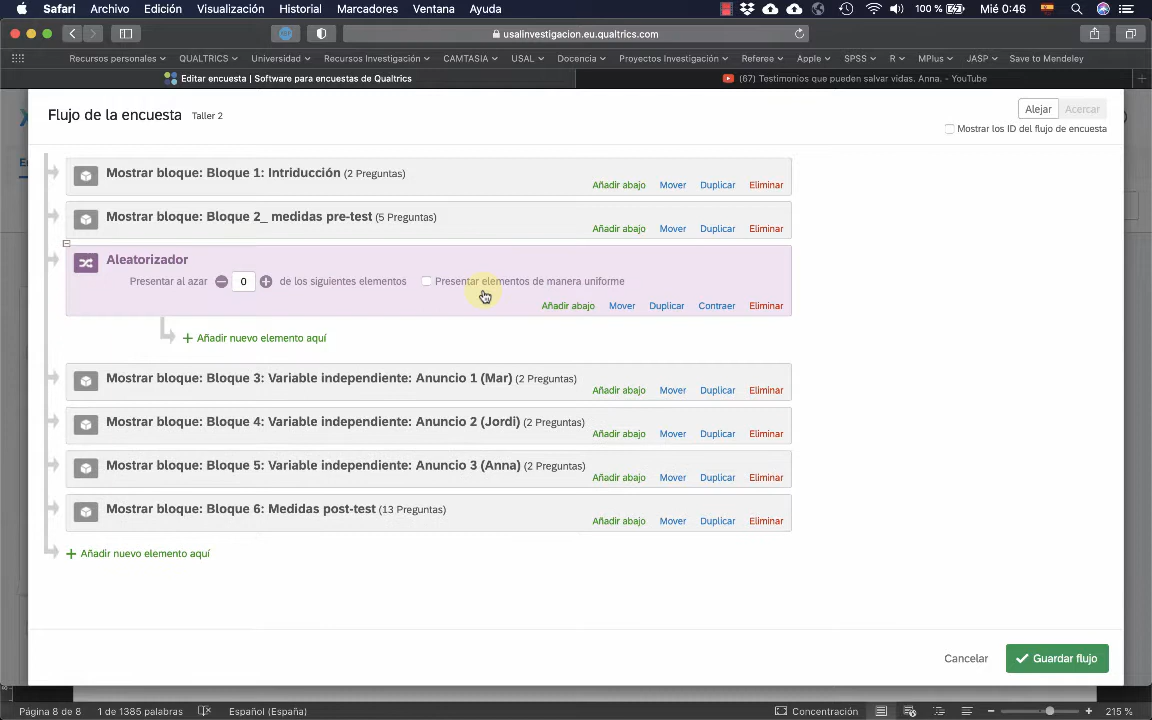 Safari Archivo Edición Visualización Historial Marcadores Ventana Ayuda 100 % Mié 0:46
usalinvestigacion.eu.qualtrics.com
Recursos personales QUALTRICS Universidad Recursos Investigación CAMTASIA USAL Docencia Proyectos Investigación Referee Apple SPSS R MPlus JASP Save to Mendeley
Editar encuesta | Software para encuestas de Qualtrics (67) Testimonios que pueden salvar vidas. Anna. - YouTube
Flujo de la encuesta Taller 2
Alejar Acercar
Mostrar los ID del flujo de encuesta
Mostrar bloque: Bloque 1: Intriducción (2 Preguntas)
Añadir abajo Mover Duplicar Eliminar
Mostrar bloque: Bloque 2_ medidas pre-test (5 Preguntas)
Añadir abajo Mover Duplicar Eliminar
Aleatorizador
Presentar al azar 0 de los siguientes elementos Presentar elementos de manera uniforme
Añadir abajo Mover Duplicar Contraer Eliminar
Añadir nuevo elemento aquí
Mostrar bloque: Bloque 3: Variable independiente: Anuncio 1 (Mar) (2 Preguntas)
Añadir abajo Mover Duplicar Eliminar
Mostrar bloque: Bloque 4: Variable independiente: Anuncio 2 (Jordi) (2 Preguntas)
Añadir abajo Mover Duplicar Eliminar
Mostrar bloque: Bloque 5: Variable independiente: Anuncio 3 (Anna) (2 Preguntas)
Añadir abajo Mover Duplicar Eliminar
Mostrar bloque: Bloque 6: Medidas post-test (13 Preguntas)
Añadir abajo Mover Duplicar Eliminar
Añadir nuevo elemento aquí
Cancelar Guardar flujo
Página 8 de 8 1 de 1385 palabras Español (España) Concentración 215 %